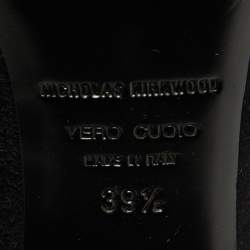 NICHOLAS KIRKWOOD
VERO CUOIO
MADE IN ITALY
39½